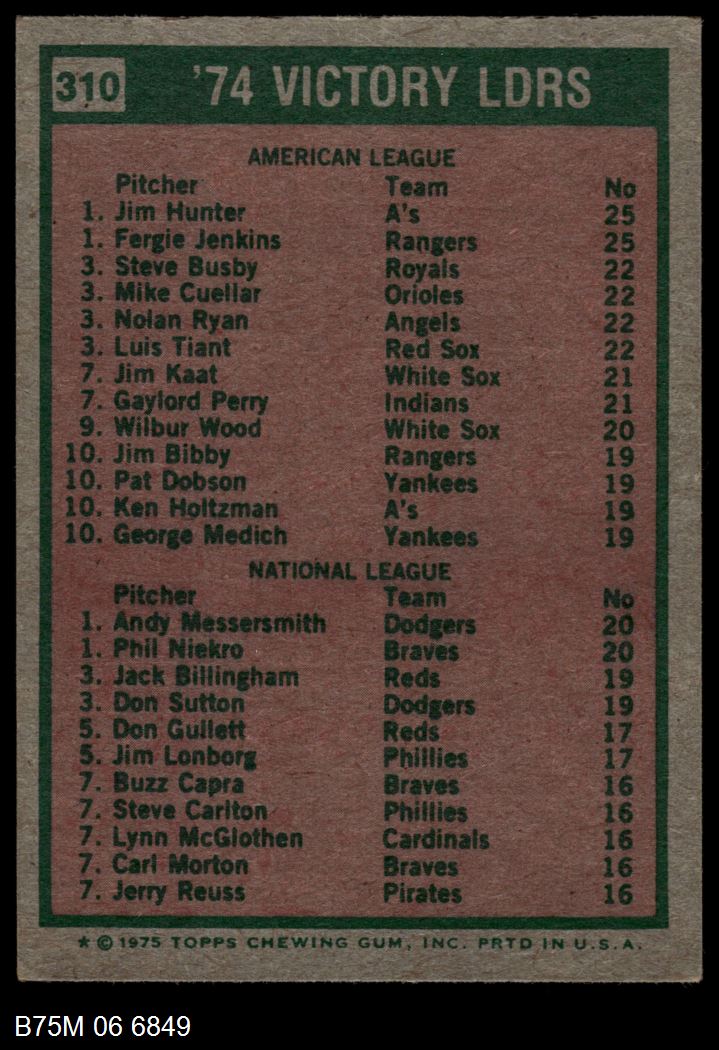 310 '74 VICTORY LDRS
AMERICAN LEAGUE
Pitcher Team No
1. Jim Hunter A's 25
1. Fergie Jenkins Rangers 25
3. Steve Busby Royals 22
3. Mike Cuellar Orioles 22
3. Nolan Ryan Angels 22
3. Luis Tiant Red Sox 22
7. Jim Kaat White Sox 21
7. Gaylord Perry Indians 21
9. Wilbur Wood White Sox 20
10. Jim Bibby Rangers 19
10. Pat Dobson Yankees 19
10. Ken Holtzman A's 19
10. George Medich Yankees 19
NATIONAL LEAGUE
Pitcher Team No
1. Andy Messersmith Dodgers 20
1. Phil Niekro Braves 20
3. Jack Billingham Reds 19
3. Don Sutton Dodgers 19
5. Don Gullett Reds 17
5. Jim Lonborg Phillies 17
7. Buzz Capra Braves 16
7. Steve Carlton Phillies 16
7. Lynn McGlothen Cardinals 16
7. Carl Morton Braves 16
7. Jerry Reuss Pirates 16
★ © 1975 TOPPS CHEWING GUM, INC. PRTD IN U.S.A.
B75M 06 6849